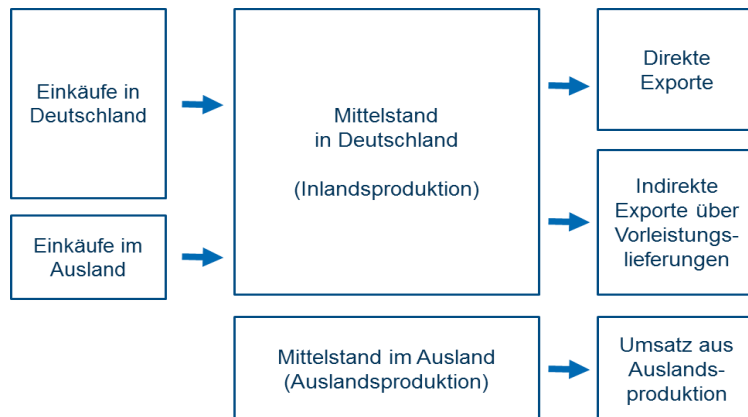 Einkäufe in
Deutschland
Einkäufe im
Ausland
Mittelstand
in Deutschland
(Inlandsproduktion)
Mittelstand im Ausland
(Auslandsproduktion)
Direkte
Exporte
Indirekte
Exporte über
Vorleistungs-
lieferungen
Umsatz aus
Auslands-
produktion